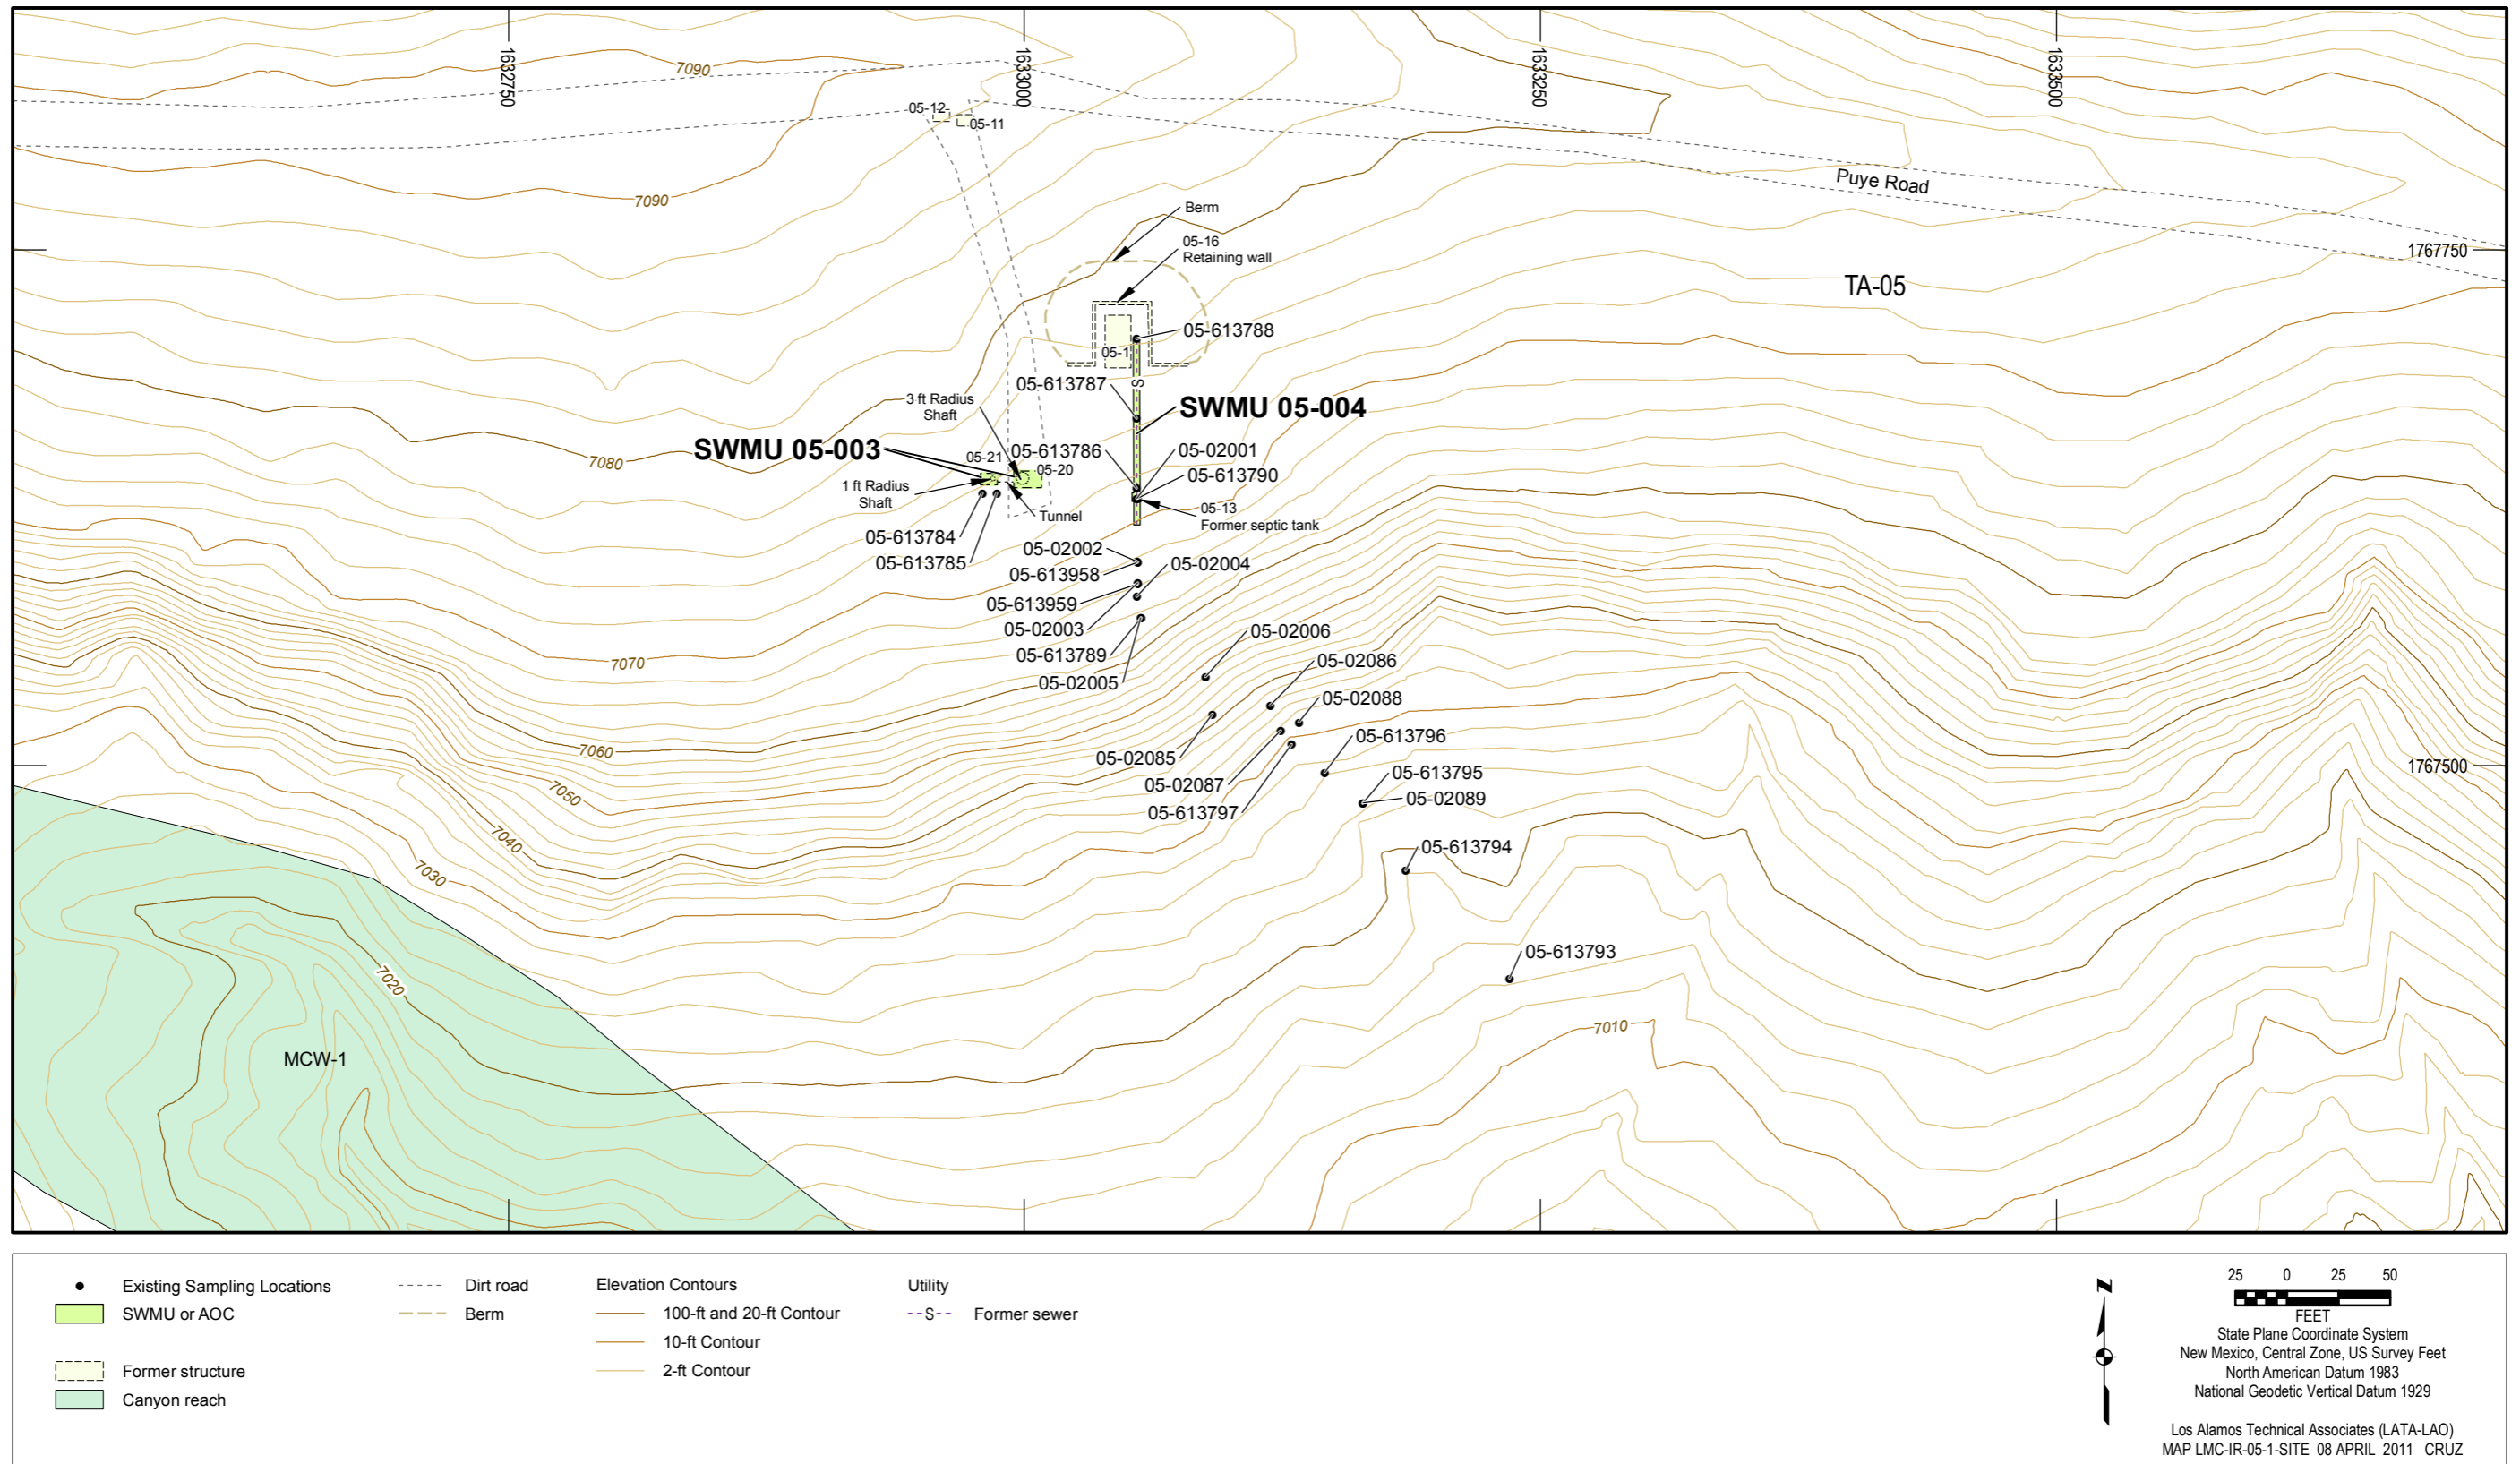 1632750
1633000
1633250
1633500
7090
05-12
05-11
Puye Road
7090
Berm
05-16
Retaining wall
1767750
TA-05
05-613788
05-1
S
05-613787
3 ft Radius
Shaft
SWMU 05-004
SWMU 05-003
05-613786
05-02001
05-21
05-20
7080
05-613790
1 ft Radius
Shaft
05-13
Former septic tank
Tunnel
05-613784
05-02002
05-613785
05-02004
05-613958
05-613959
05-02003
05-02006
05-613789
7070
05-02086
05-02005
05-02088
05-613796
7060
05-02085
1767500
05-613795
05-02087
7050
05-02089
05-613797
7040
05-613794
7030
05-613793
7020
7010
MCW-1
Existing Sampling Locations
SWMU or AOC
Former structure
Canyon reach
Dirt road
Berm
Elevation Contours
100-ft and 20-ft Contour
10-ft Contour
2-ft Contour
Utility
S
Former sewer
N
25 0 25 50
FEET
State Plane Coordinate System
New Mexico, Central Zone, US Survey Feet
North American Datum 1983
National Geodetic Vertical Datum 1929
Los Alamos Technical Associates (LATA-LAO)
MAP LMC-IR-05-1-SITE 08 APRIL 2011 CRUZ